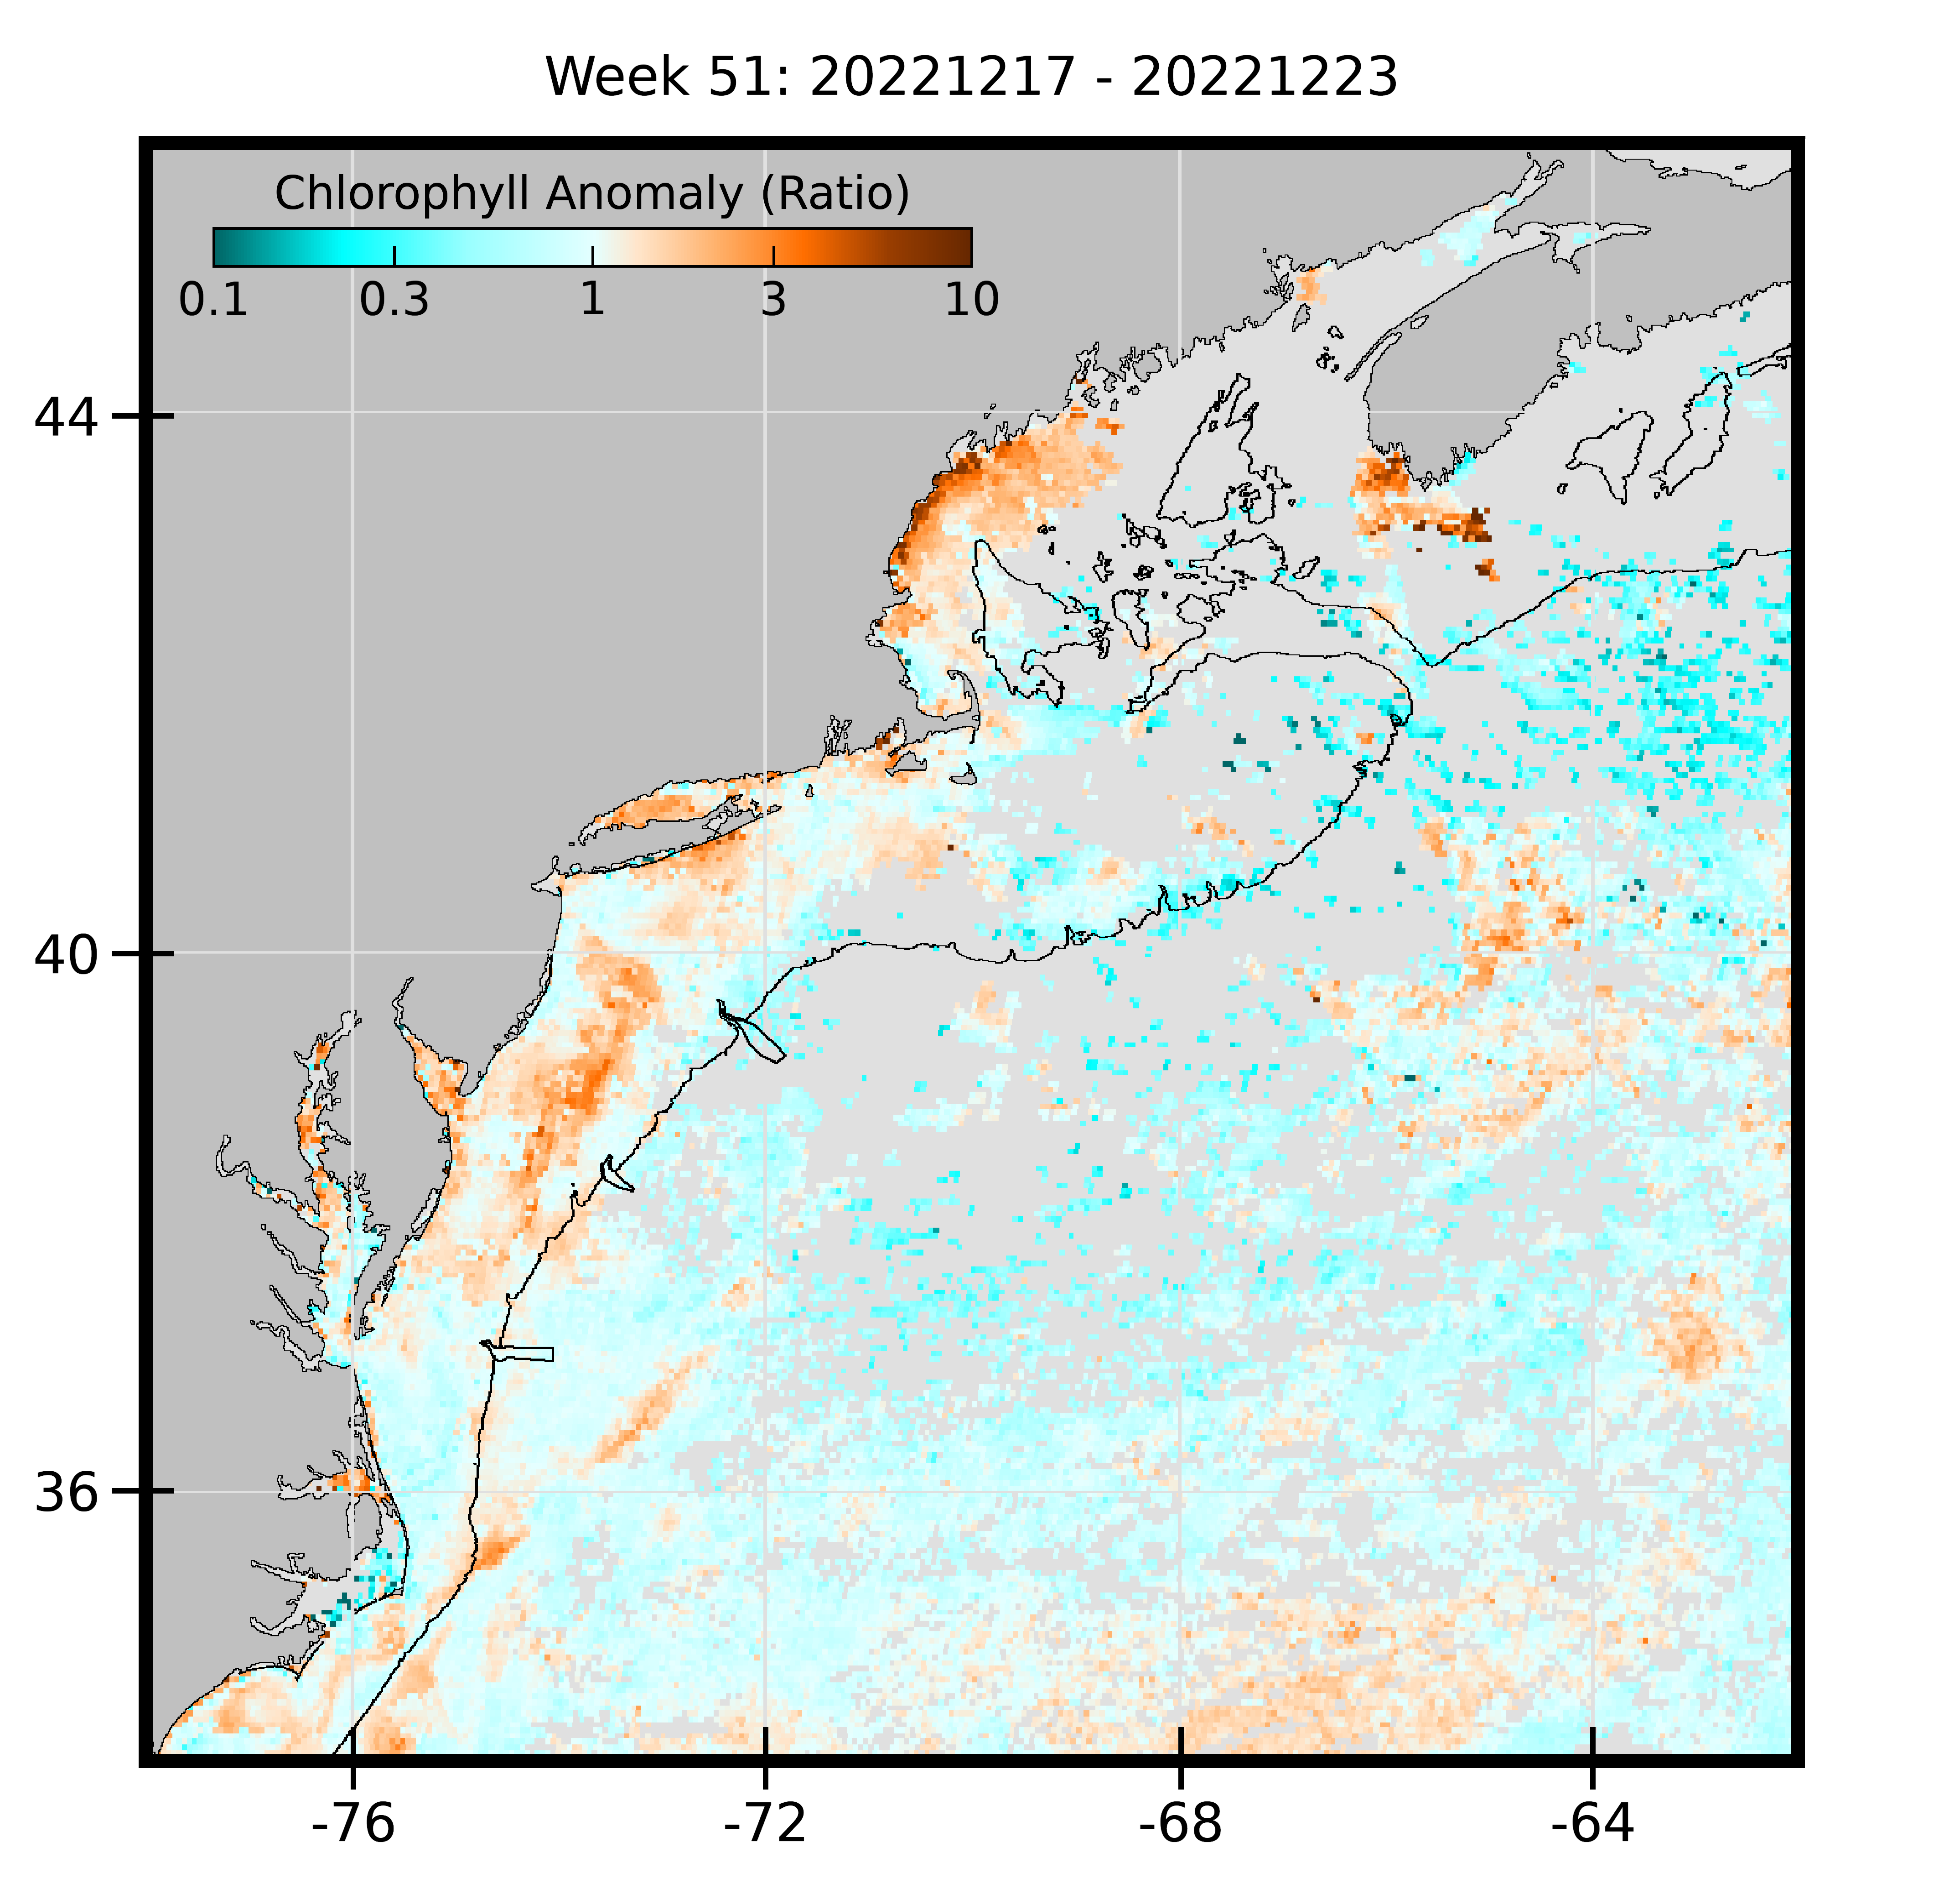 Week 51: 20221217 - 20221223
Chlorophyll Anomaly (Ratio)
0.1 0.3 1 3 10
44
40
36
-76 -72 -68 -64